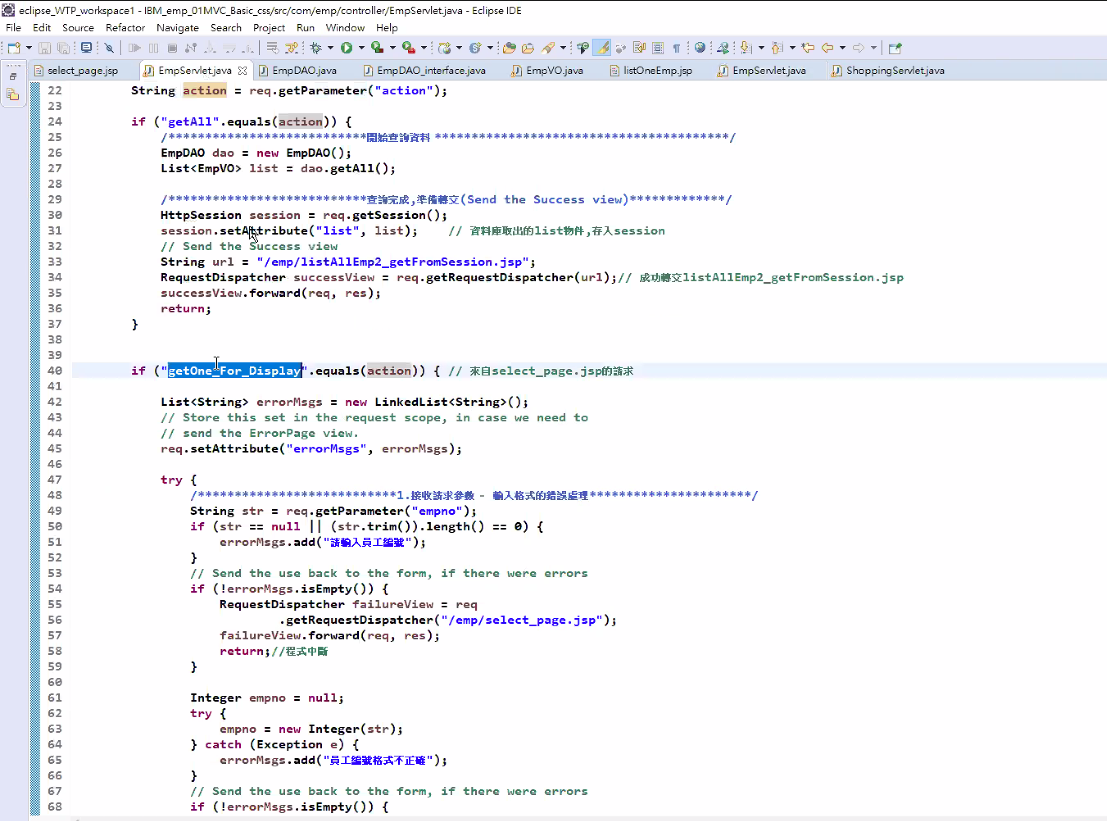 eclipse_WTP_workspace1 - IBM_emp_01MVC_Basic_css/src/com/emp/controller/EmpServlet.java - Eclipse IDE
File Edit Source Refactor Navigate Search Project Run Window Help
select_page.jsp EmpServlet.java EmpDAO.java EmpDAO_interface.java EmpVO.java listOneEmp.jsp EmpServlet.java ShoppingServlet.java
22 String action = req.getParameter("action");
23
24 if ("getAll".equals(action)) {
25 /***************************開始查詢資料 ****************************************/
26 EmpDAO dao = new EmpDAO();
27 List<EmpVO> list = dao.getAll();
28
29 /***************************查詢完成,準備轉交(Send the Success view)*************/
30 HttpSession session = req.getSession();
31 session.setAttribute("list", list); // 資料庫取出的list物件,存入session
32 // Send the Success view
33 String url = "/emp/listAllEmp2_getFromSession.jsp";
34 RequestDispatcher successView = req.getRequestDispatcher(url);// 成功轉交listAllEmp2_getFromSession.jsp
35 successView.forward(req, res);
36 return;
37 }
38
39
40 if ("getOne_For_Display".equals(action)) { // 來自select_page.jsp的請求
41
42 List<String> errorMsgs = new LinkedList<String>();
43 // Store this set in the request scope, in case we need to
44 // send the ErrorPage view.
45 req.setAttribute("errorMsgs", errorMsgs);
46
47 try {
48 /***************************1.接收請求參數 - 輸入格式的錯誤處理**********************/
49 String str = req.getParameter("empno");
50 if (str == null || (str.trim()).length() == 0) {
51 errorMsgs.add("請輸入員工編號");
52 }
53 // Send the use back to the form, if there were errors
54 if (!errorMsgs.isEmpty()) {
55 RequestDispatcher failureView = req
56 .getRequestDispatcher("/emp/select_page.jsp");
57 failureView.forward(req, res);
58 return;//程式中斷
59 }
60
61 Integer empno = null;
62 try {
63 empno = new Integer(str);
64 } catch (Exception e) {
65 errorMsgs.add("員工編號格式不正確");
66 }
67 // Send the use back to the form, if there were errors
68 if (!errorMsgs.isEmpty()) {